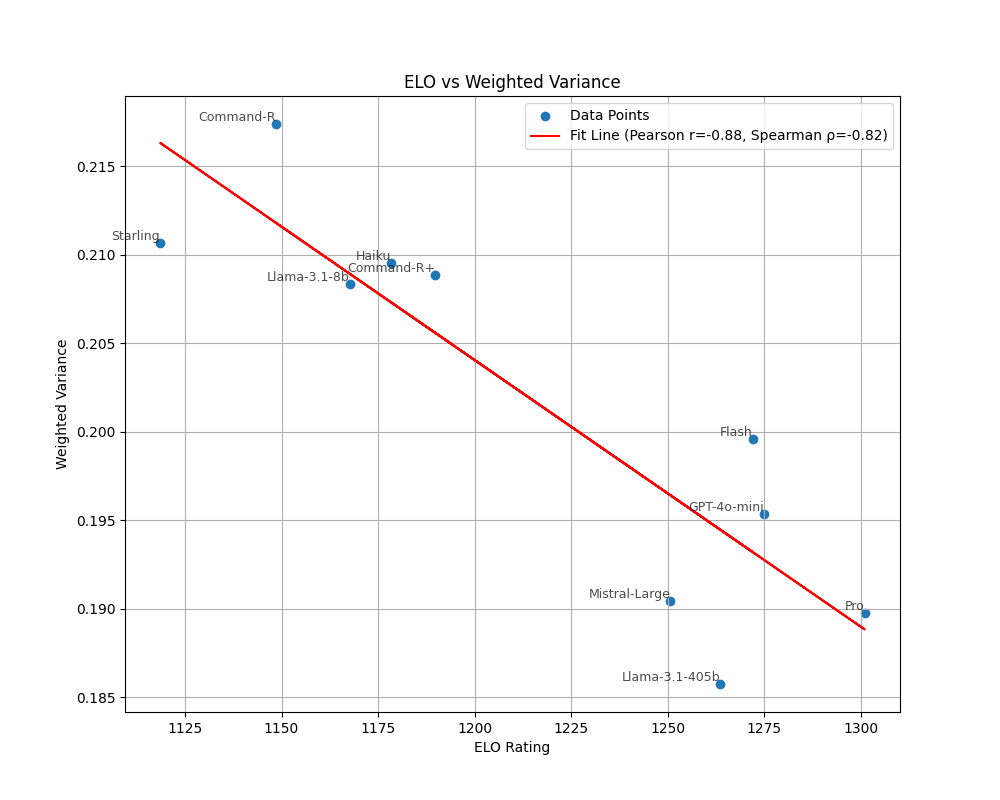 ELO vs Weighted Variance
Data Points
Fit Line (Pearson r=-0.88, Spearman ρ=-0.82)
Weighted Variance
0.215
0.210
0.205
0.200
0.195
0.190
0.185
Command-R
Starling
Haiku
Command-R+
Llama-3.1-8b
Flash
GPT-4o-mini
Mistral-Large
Pro
Llama-3.1-405b
1125 1150 1175 1200 1225 1250 1275 1300
ELO Rating